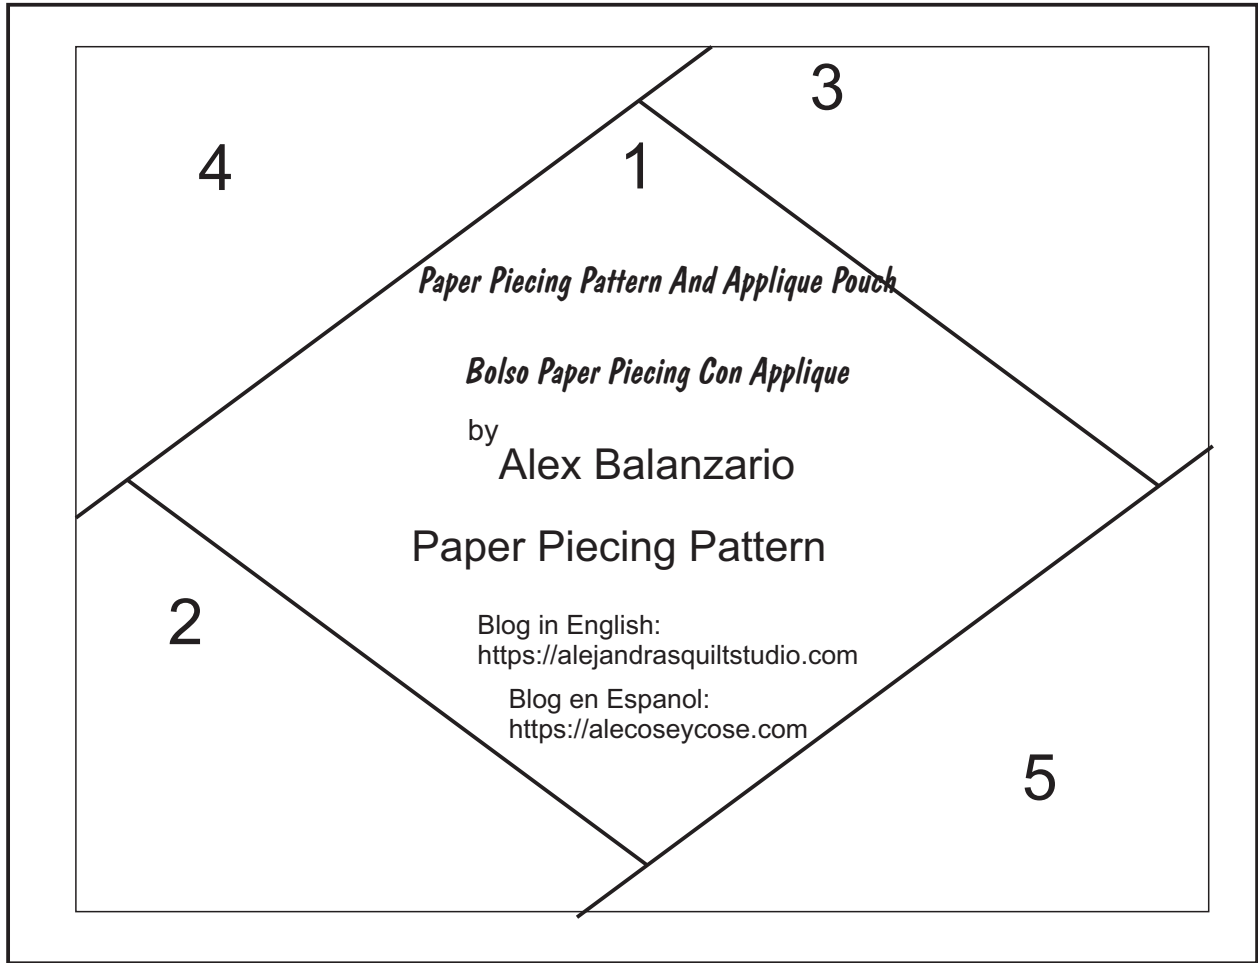 3
4
1
Paper Piecing Pattern And Applique Pouch
Bolso Paper Piecing Con Applique
by
Alex Balanzario
Paper Piecing Pattern
2
Blog in English:
https://alejandrasquiltstudio.com
Blog en Espanol:
https://alecoseycose.com
5